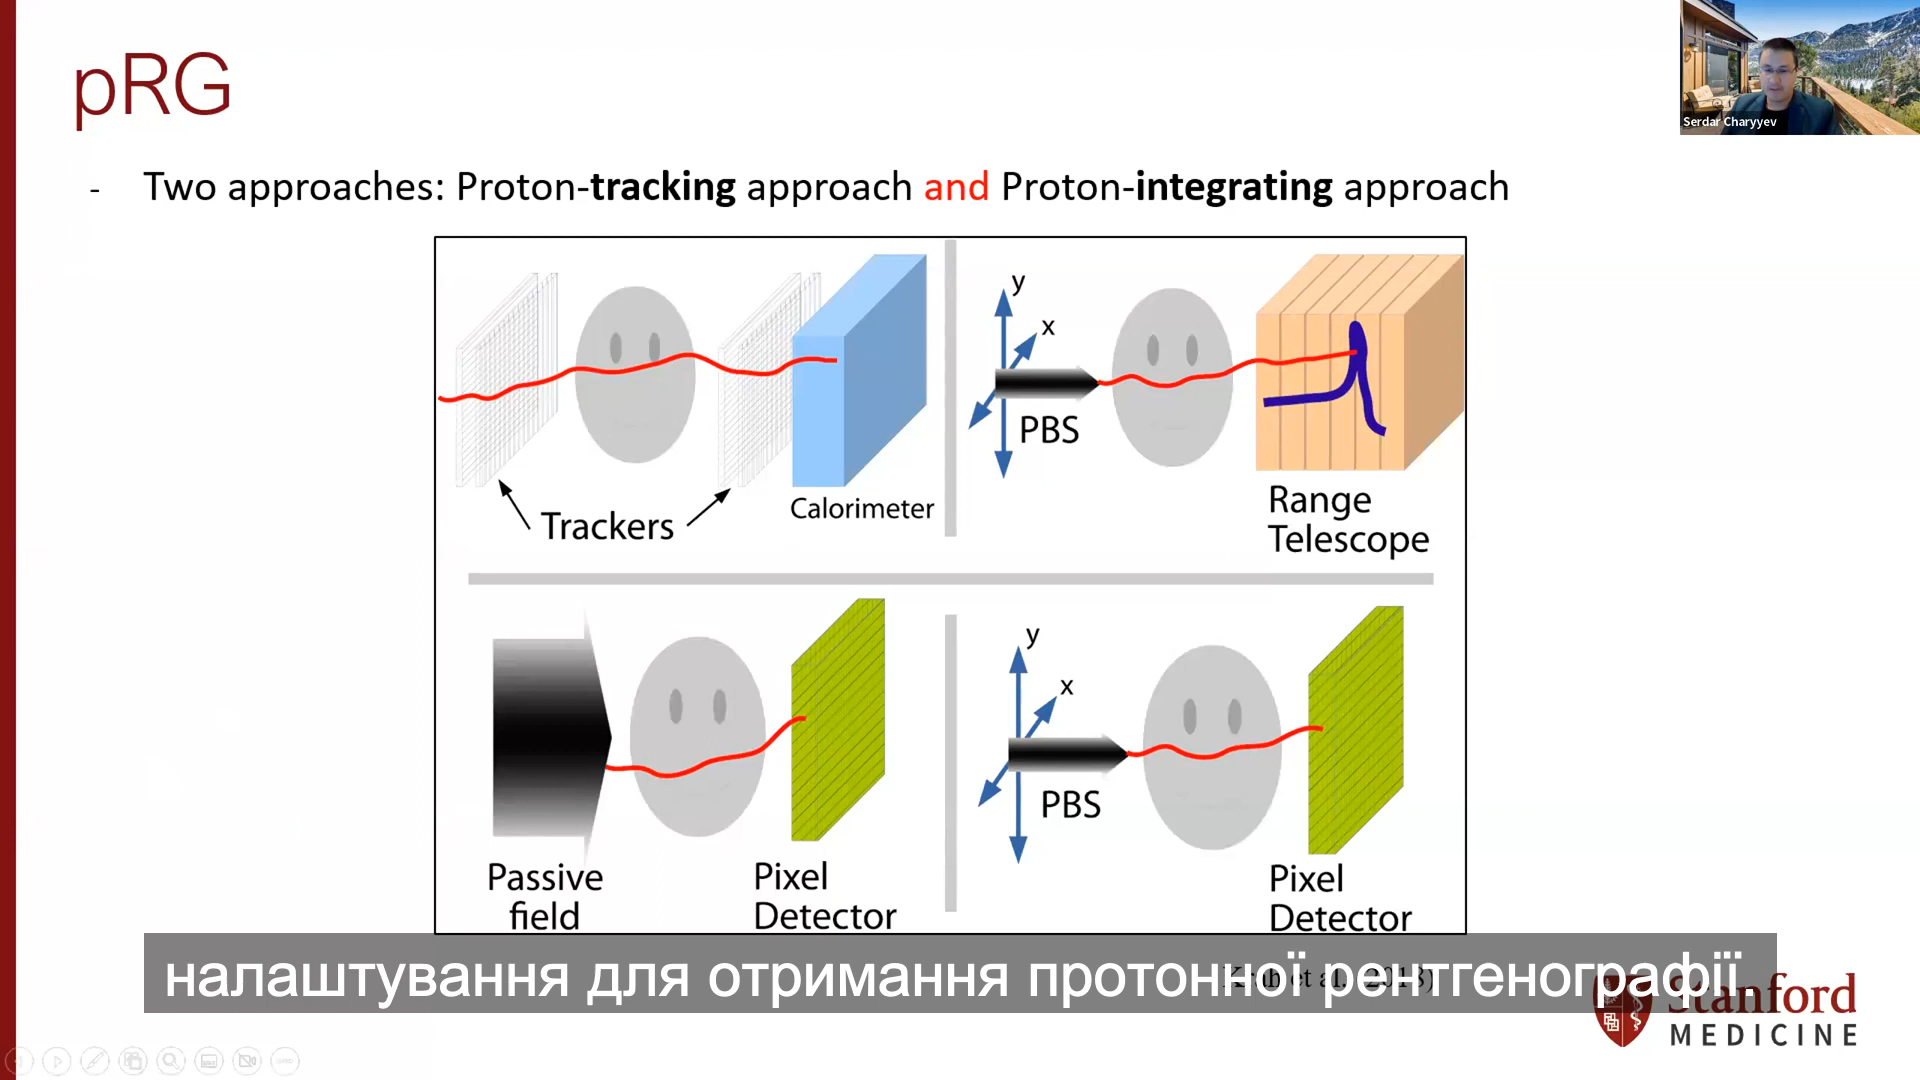 pRG
Serdar Charyyev
- Two approaches: Proton-tracking approach and Proton-integrating approach
y
x
PBS
Trackers
Calorimeter
Range
Telescope
y
x
PBS
Passive
field
Pixel
Detector
Pixel
Detector
налаштування для отримання протонної рентгенографії.
Stanford
MEDICINE